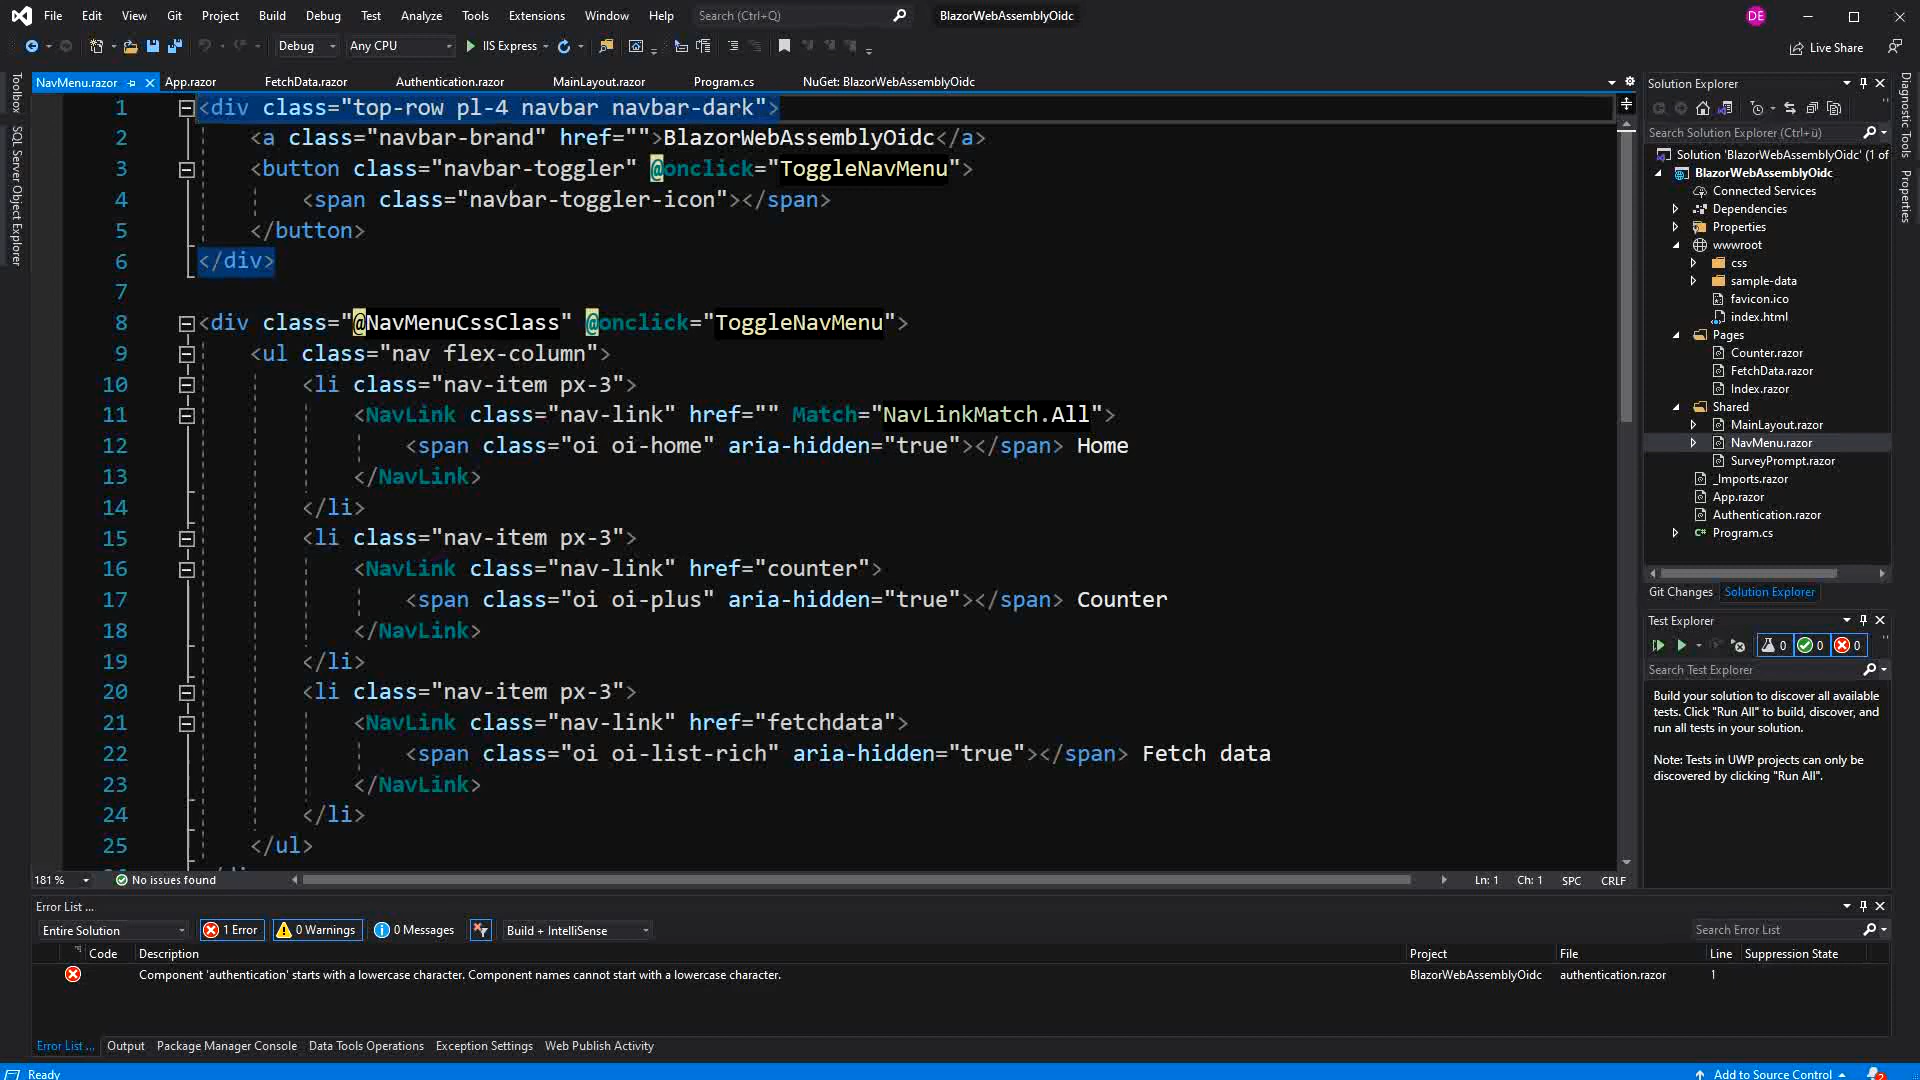 File Edit View Git Project Build Debug Test Analyze Tools Extensions Window Help Search (Ctrl+Q) BlazorWebAssemblyOidc DE
Debug Any CPU IIS Express Live Share
NavMenu.razor App.razor FetchData.razor Authentication.razor MainLayout.razor Program.cs NuGet: BlazorWebAssemblyOidc
Toolbox
SQL Server Object Explorer
1 <div class="top-row pl-4 navbar navbar-dark">
2 <a class="navbar-brand" href="">BlazorWebAssemblyOidc</a>
3 <button class="navbar-toggler" @onclick="ToggleNavMenu">
4 <span class="navbar-toggler-icon"></span>
5 </button>
6 </div>
7
8 <div class="@NavMenuCssClass" @onclick="ToggleNavMenu">
9 <ul class="nav flex-column">
10 <li class="nav-item px-3">
11 <NavLink class="nav-link" href="" Match="NavLinkMatch.All">
12 <span class="oi oi-home" aria-hidden="true"></span> Home
13 </NavLink>
14 </li>
15 <li class="nav-item px-3">
16 <NavLink class="nav-link" href="counter">
17 <span class="oi oi-plus" aria-hidden="true"></span> Counter
18 </NavLink>
19 </li>
20 <li class="nav-item px-3">
21 <NavLink class="nav-link" href="fetchdata">
22 <span class="oi oi-list-rich" aria-hidden="true"></span> Fetch data
23 </NavLink>
24 </li>
25 </ul>
181 % No issues found Ln: 1 Ch: 1 SPC CRLF
Solution Explorer
Search Solution Explorer (Ctrl+ü)
Solution 'BlazorWebAssemblyOidc' (1 of
BlazorWebAssemblyOidc
Connected Services
Dependencies
Properties
wwwroot
css
sample-data
favicon.ico
index.html
Pages
Counter.razor
FetchData.razor
Index.razor
Shared
MainLayout.razor
NavMenu.razor
SurveyPrompt.razor
_Imports.razor
App.razor
Authentication.razor
C# Program.cs
Git Changes Solution Explorer
Diagnostic Tools
Properties
Test Explorer
0 0 0
Search Test Explorer
Build your solution to discover all available
tests. Click "Run All" to build, discover, and
run all tests in your solution.
Note: Tests in UWP projects can only be
discovered by clicking "Run All".
Error List ...
Entire Solution 1 Error 0 Warnings 0 Messages Build + IntelliSense Search Error List
Code Description Project File Line Suppression State
Component 'authentication' starts with a lowercase character. Component names cannot start with a lowercase character. BlazorWebAssemblyOidc authentication.razor 1
Error List ... Output Package Manager Console Data Tools Operations Exception Settings Web Publish Activity
Ready Add to Source Control 2